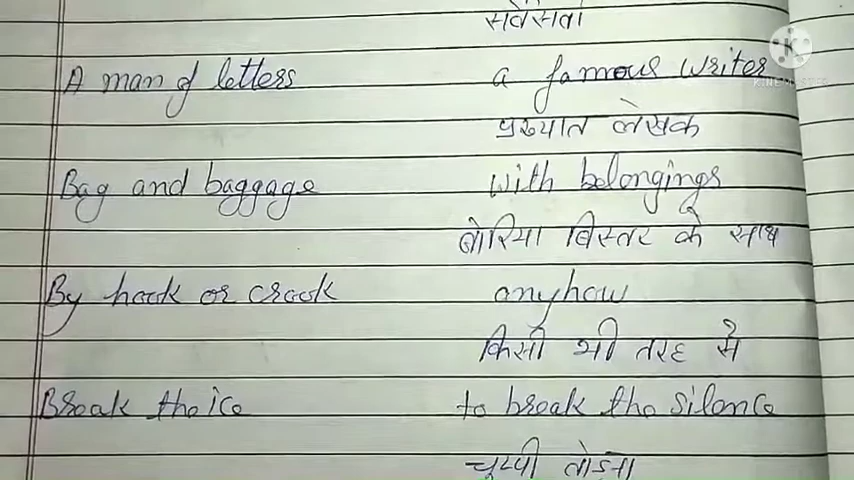 सर्वेसर्वा
A man of letters a famous writer
प्रख्यात लेखक
Bag and baggage with belongings
बोरिया बिस्तर के साथ
By hook or crook anyhow
किसी भी तरह से
Break the ice to break the silence
चुप्पी तोड़ना